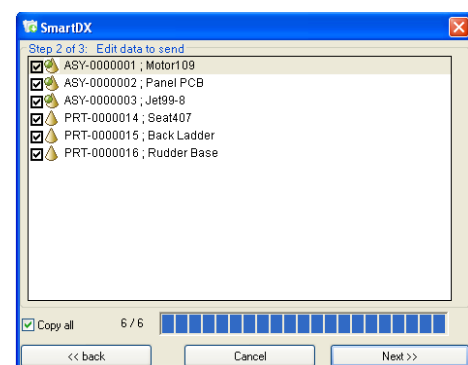 SmartDX
Step 2 of 3: Edit data to send
ASY-0000001 ; Motor109
ASY-0000002 ; Panel PCB
ASY-0000003 ; Jet99-8
PRT-0000014 ; Seat407
PRT-0000015 ; Back Ladder
PRT-0000016 ; Rudder Base
Copy all 6 / 6
<< back Cancel Next >>